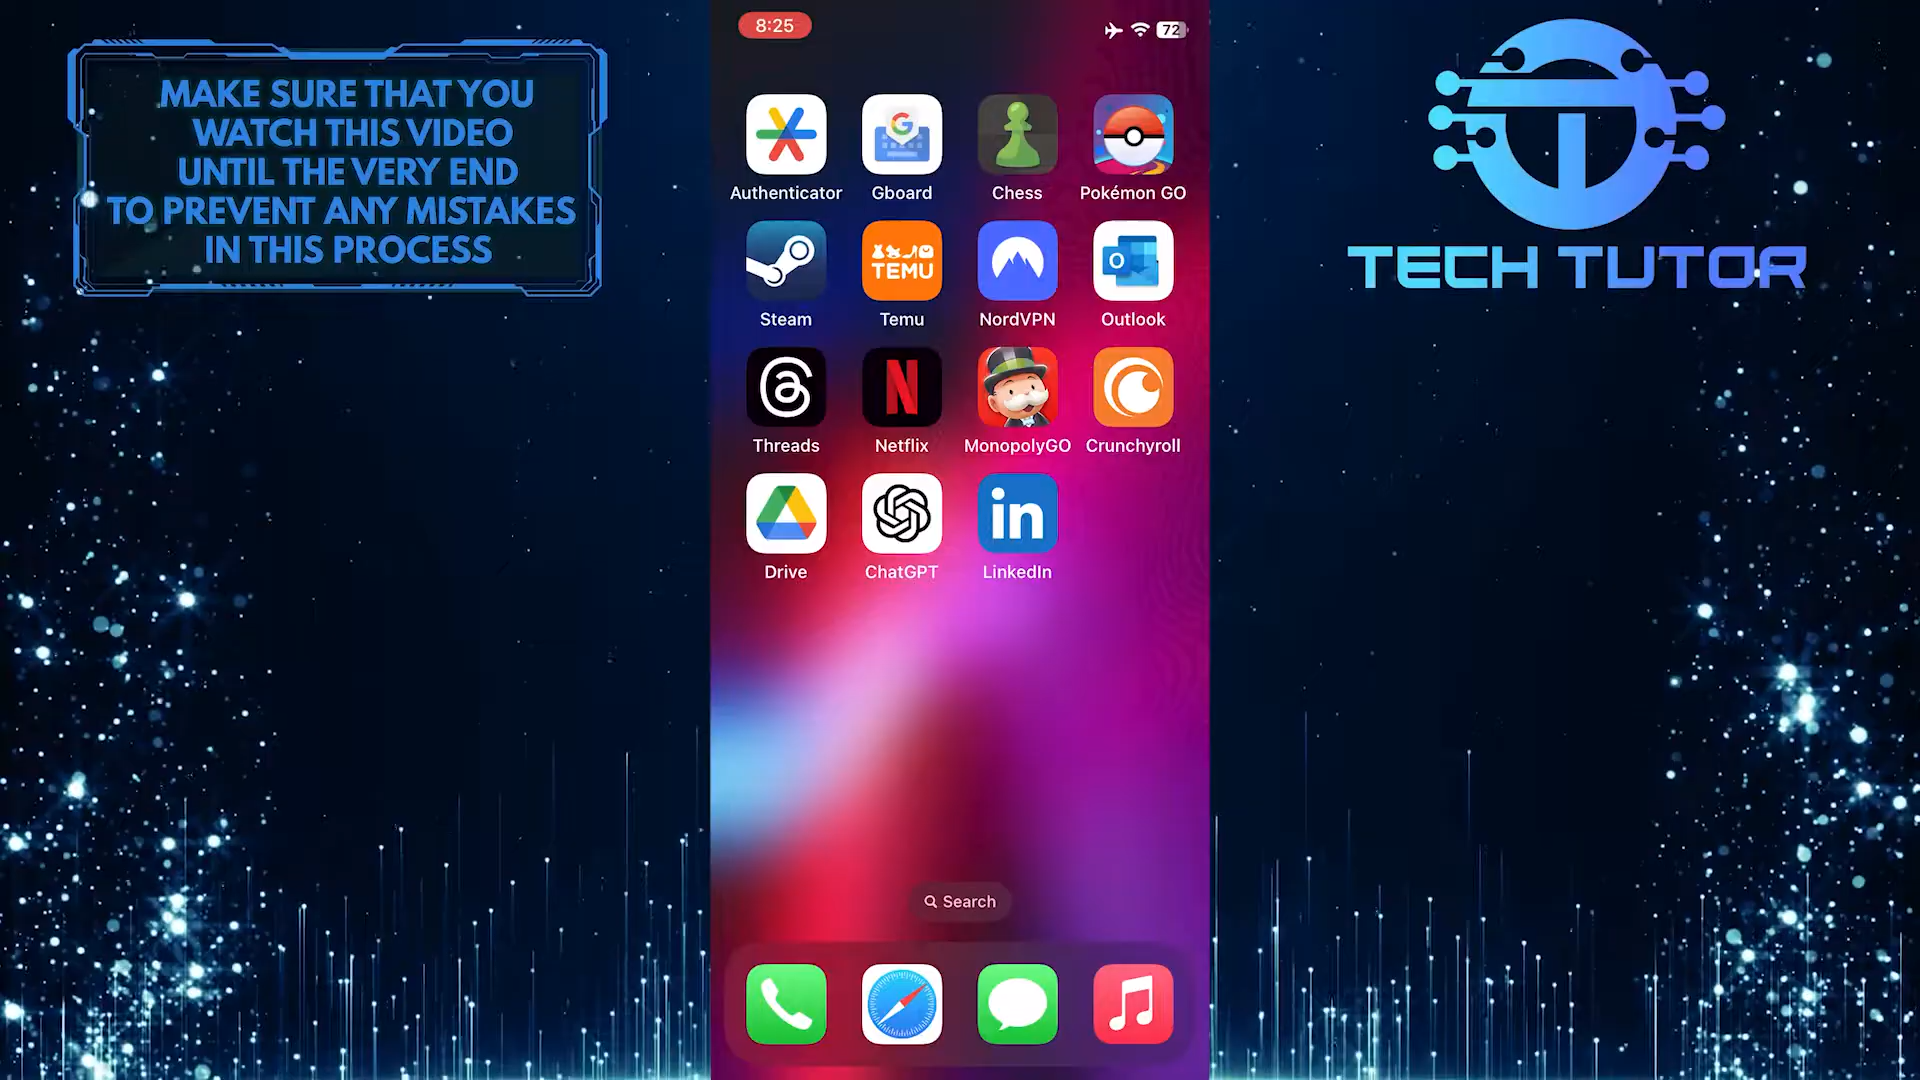 MAKE SURE THAT YOU
WATCH THIS VIDEO
UNTIL THE VERY END
TO PREVENT ANY MISTAKES
IN THIS PROCESS
8:25
72
Authenticator
Gboard
Chess
Pokémon GO
TEMU
Steam
Temu
NordVPN
Outlook
Threads
Netflix
MonopolyGO
Crunchyroll
in
Drive
ChatGPT
LinkedIn
Search
TECH TUTOR